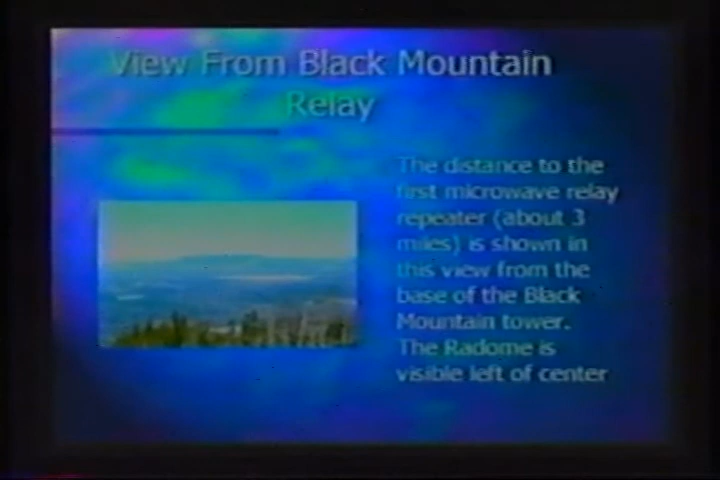 View From Black Mountain
Relay
The distance to the
first microwave relay
repeater (about 3
miles) is shown in
this view from the
base of the Black
Mountain tower.
The Radome is
visible left of center